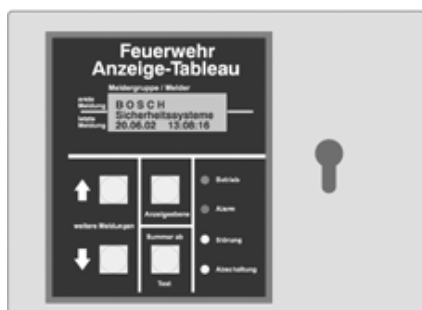 Feuerwehr
Anzeige-Tableau
Meldergruppe / Melder
erste
Meldung
BOSCH
Sicherheitssysteme
letzte
Meldung
20.06.02 13:08:16
Betrieb
Anzeigeebene
Alarm
weitere Meldungen
Summer ab
Störung
Abschaltung
Test